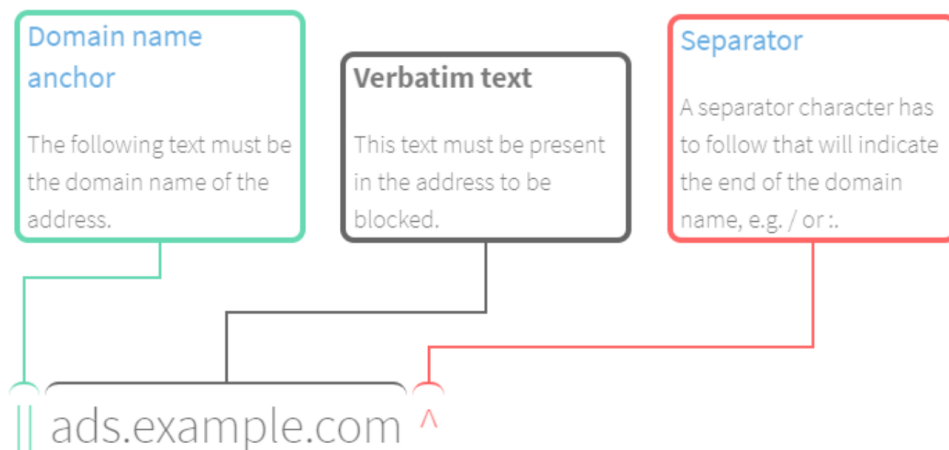 Domain name
anchor
The following text must be
the domain name of the
address.
Verbatim text
This text must be present
in the address to be
blocked.
Separator
A separator character has
to follow that will indicate
the end of the domain
name, e.g. / or :.
|| ads.example.com ^